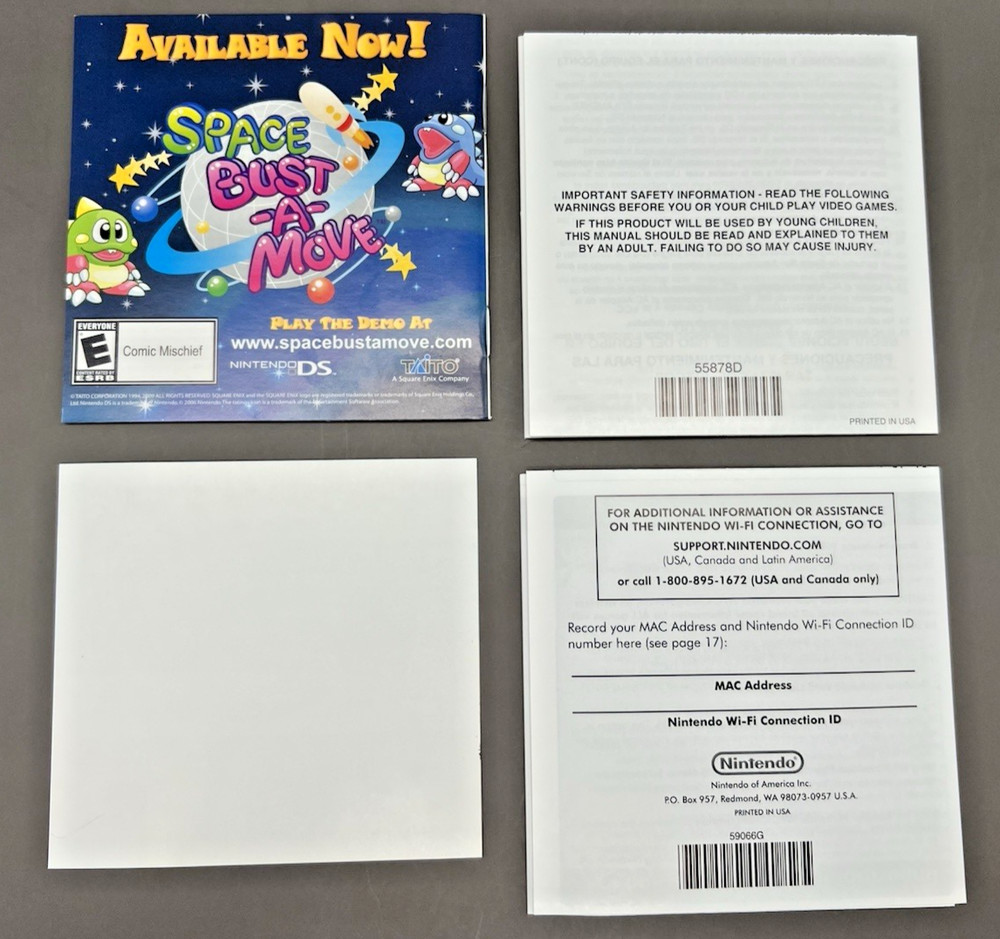 AVAILABLE NOW!
SPACE
BUST
-A-
MOVE
PLAY THE DEMO AT
www.spacebustamove.com
EVERYONE
E
CONTENT RATED BY
ESRB
Comic Mischief
NINTENDO DS™
TAITO®
A Square Enix Company
IMPORTANT SAFETY INFORMATION - READ THE FOLLOWING
WARNINGS BEFORE YOU OR YOUR CHILD PLAY VIDEO GAMES.
IF THIS PRODUCT WILL BE USED BY YOUNG CHILDREN,
THIS MANUAL SHOULD BE READ AND EXPLAINED TO THEM
BY AN ADULT. FAILING TO DO SO MAY CAUSE INJURY.
55878D
PRINTED IN USA
FOR ADDITIONAL INFORMATION OR ASSISTANCE
ON THE NINTENDO WI-FI CONNECTION, GO TO
SUPPORT.NINTENDO.COM
(USA, Canada and Latin America)
or call 1-800-895-1672 (USA and Canada only)
Record your MAC Address and Nintendo Wi-Fi Connection ID
number here (see page 17):
MAC Address
Nintendo Wi-Fi Connection ID
Nintendo®
Nintendo of America Inc.
P.O. Box 957, Redmond, WA 98073-0957 U.S.A.
PRINTED IN USA
59066G